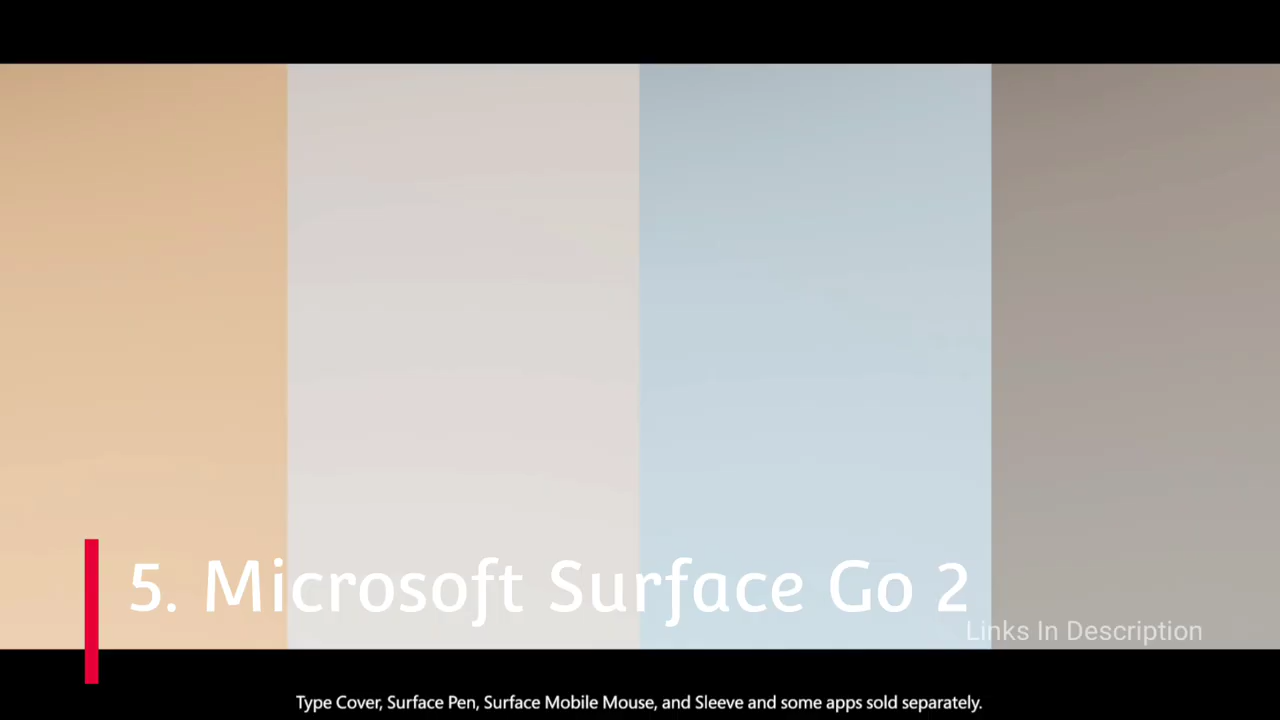 5. Microsoft Surface Go 2
Links In Description
Type Cover, Surface Pen, Surface Mobile Mouse, and Sleeve and some apps sold separately.